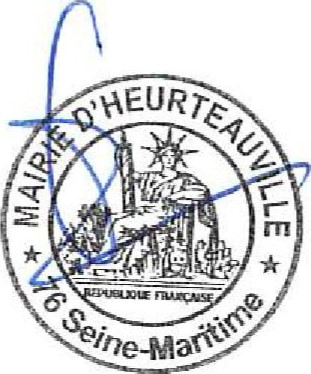 MAIRIE D'HEURTEAUVILLE
RÉPUBLIQUE FRANÇAISE
★ 76 Seine-Maritime ★